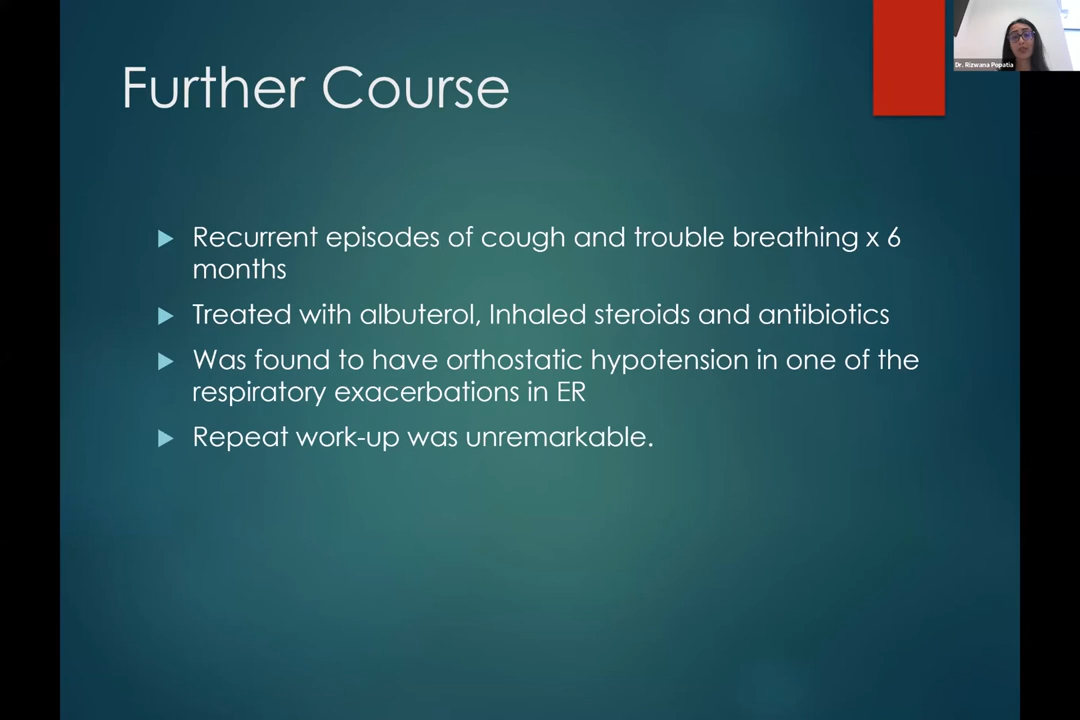 Dr. Rizwana Popatia
Further Course
Recurrent episodes of cough and trouble breathing x 6
months
Treated with albuterol, Inhaled steroids and antibiotics
Was found to have orthostatic hypotension in one of the
respiratory exacerbations in ER
Repeat work-up was unremarkable.